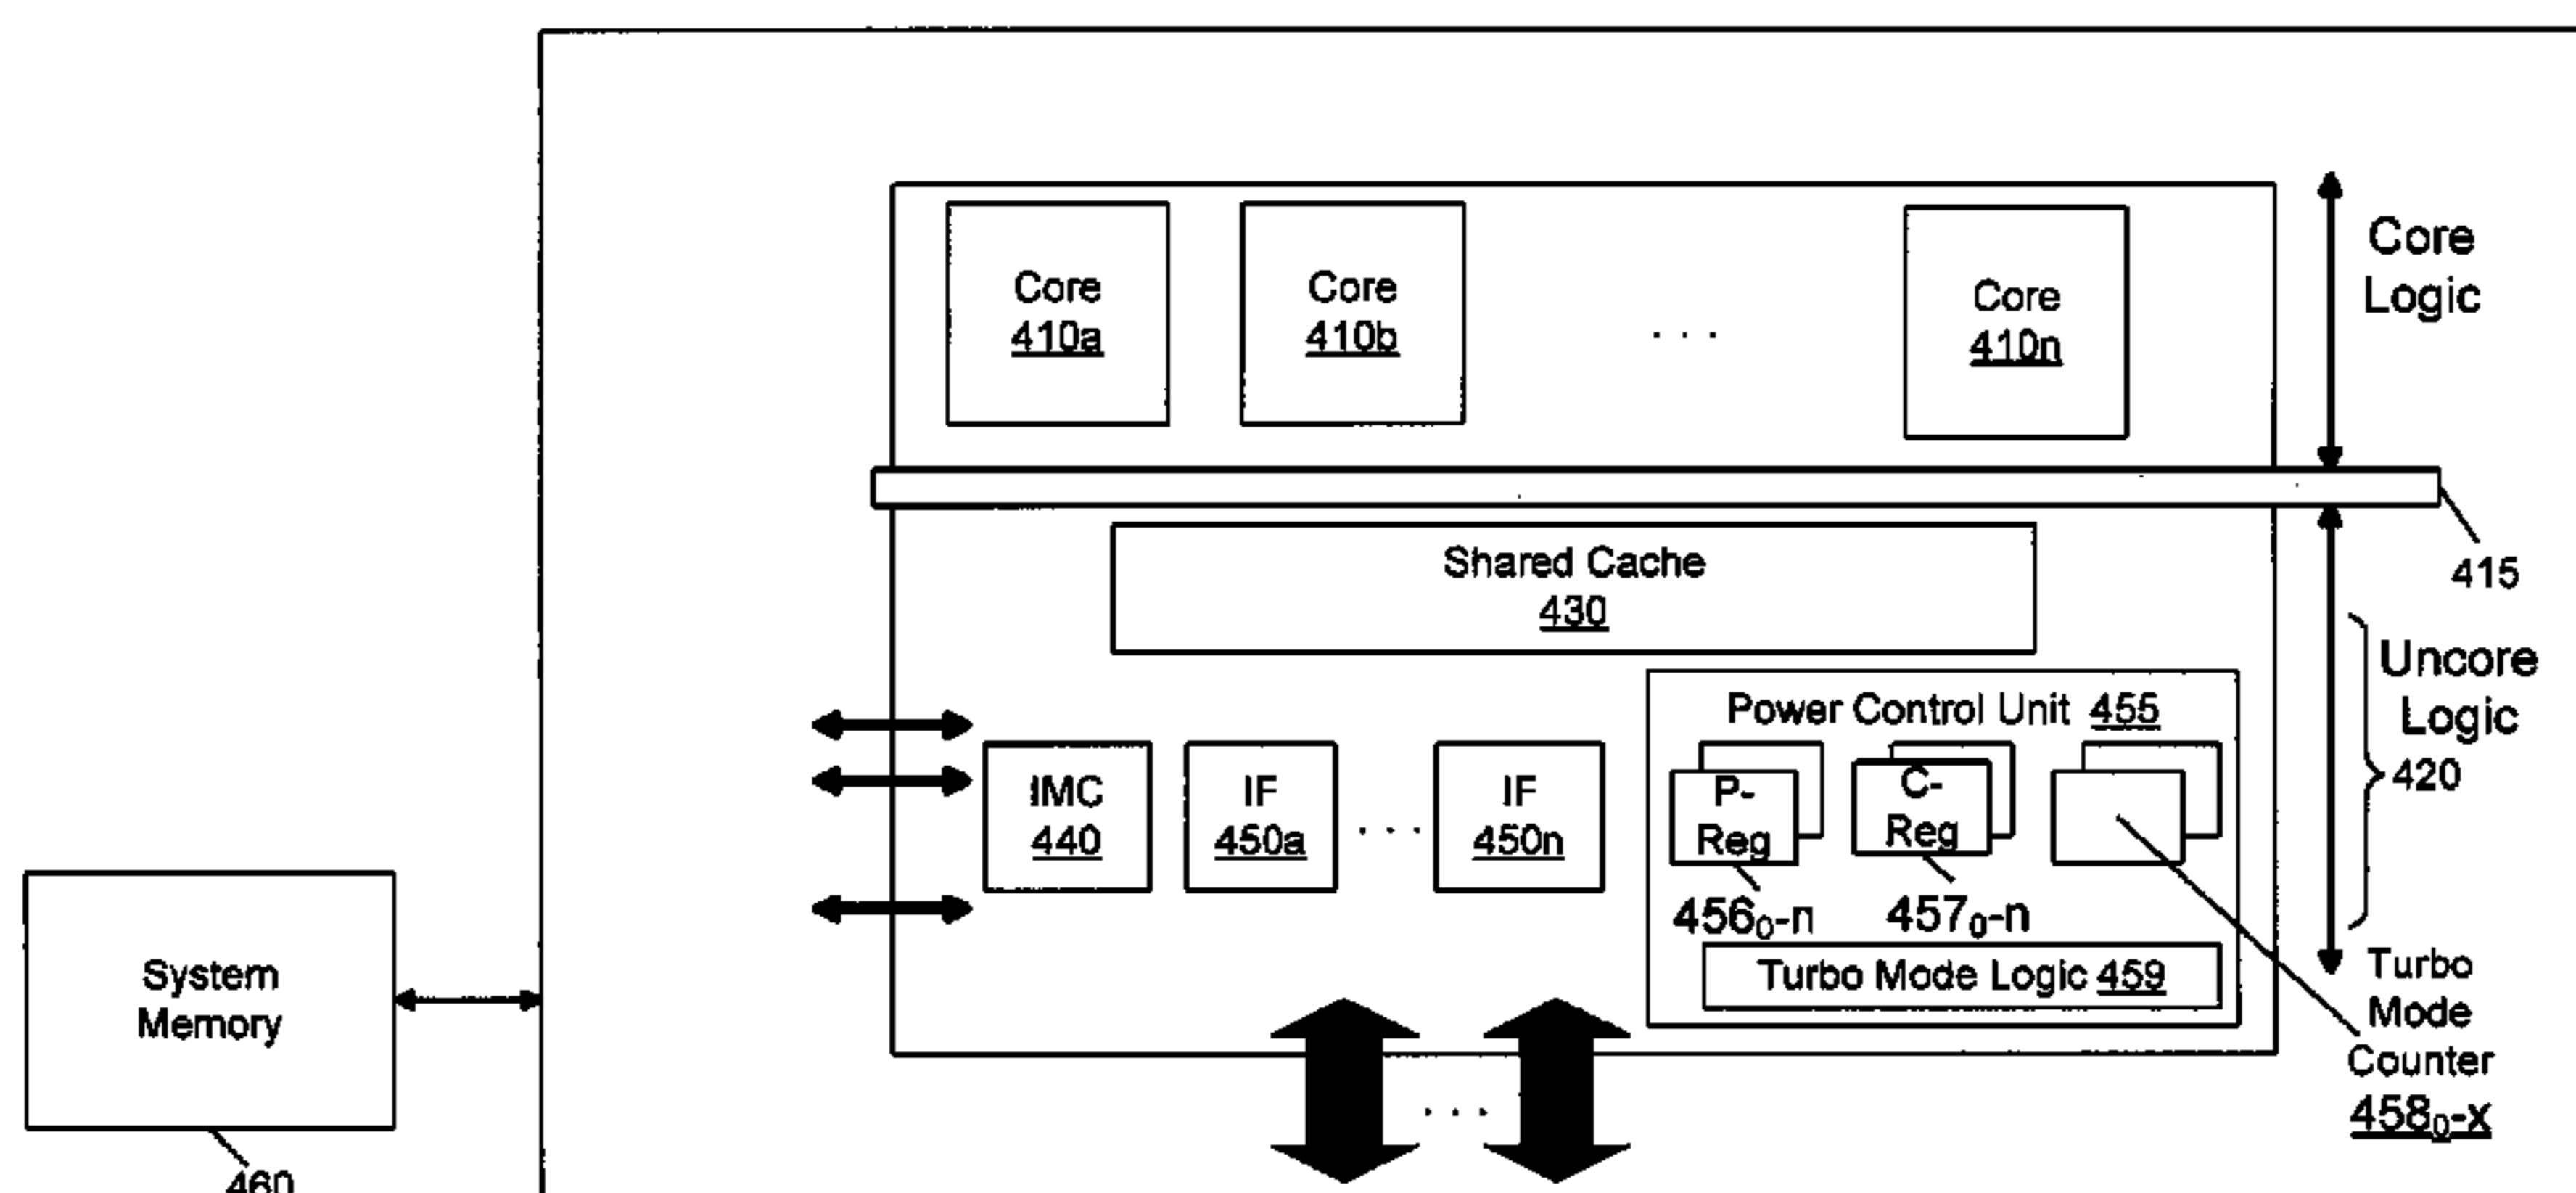 Core
410a
Core
410b
. . .
Core
410n
Core
Logic
415
Shared Cache
430
Uncore
Logic
420
Power Control Unit 455
IMC
440
IF
450a
. . .
IF
450n
P-
Reg
C-
Reg
456₀-n
457₀-n
Turbo Mode Logic 459
Turbo
Mode
Counter
458₀-x
System
Memory
460
. . .